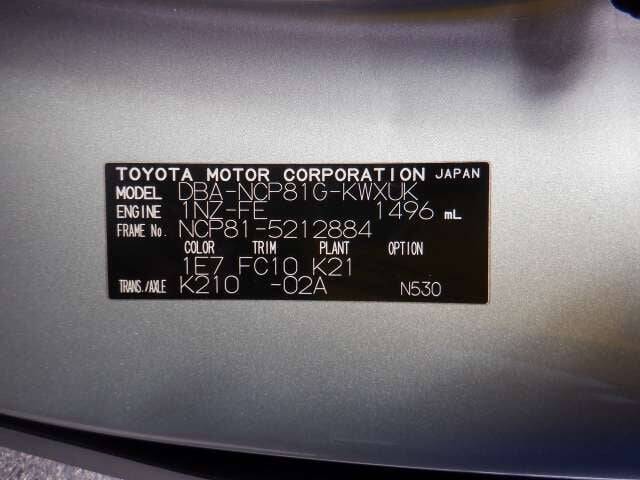 TOYOTA MOTOR CORPORATION JAPAN
MODEL DBA-NCP81G-KWXUK
ENGINE 1NZ-FE 1496 mL
FRAME No. NCP81-5212884
COLOR TRIM PLANT OPTION
1E7 FC10 K21
TRANS./AXLE K210 -02A N530